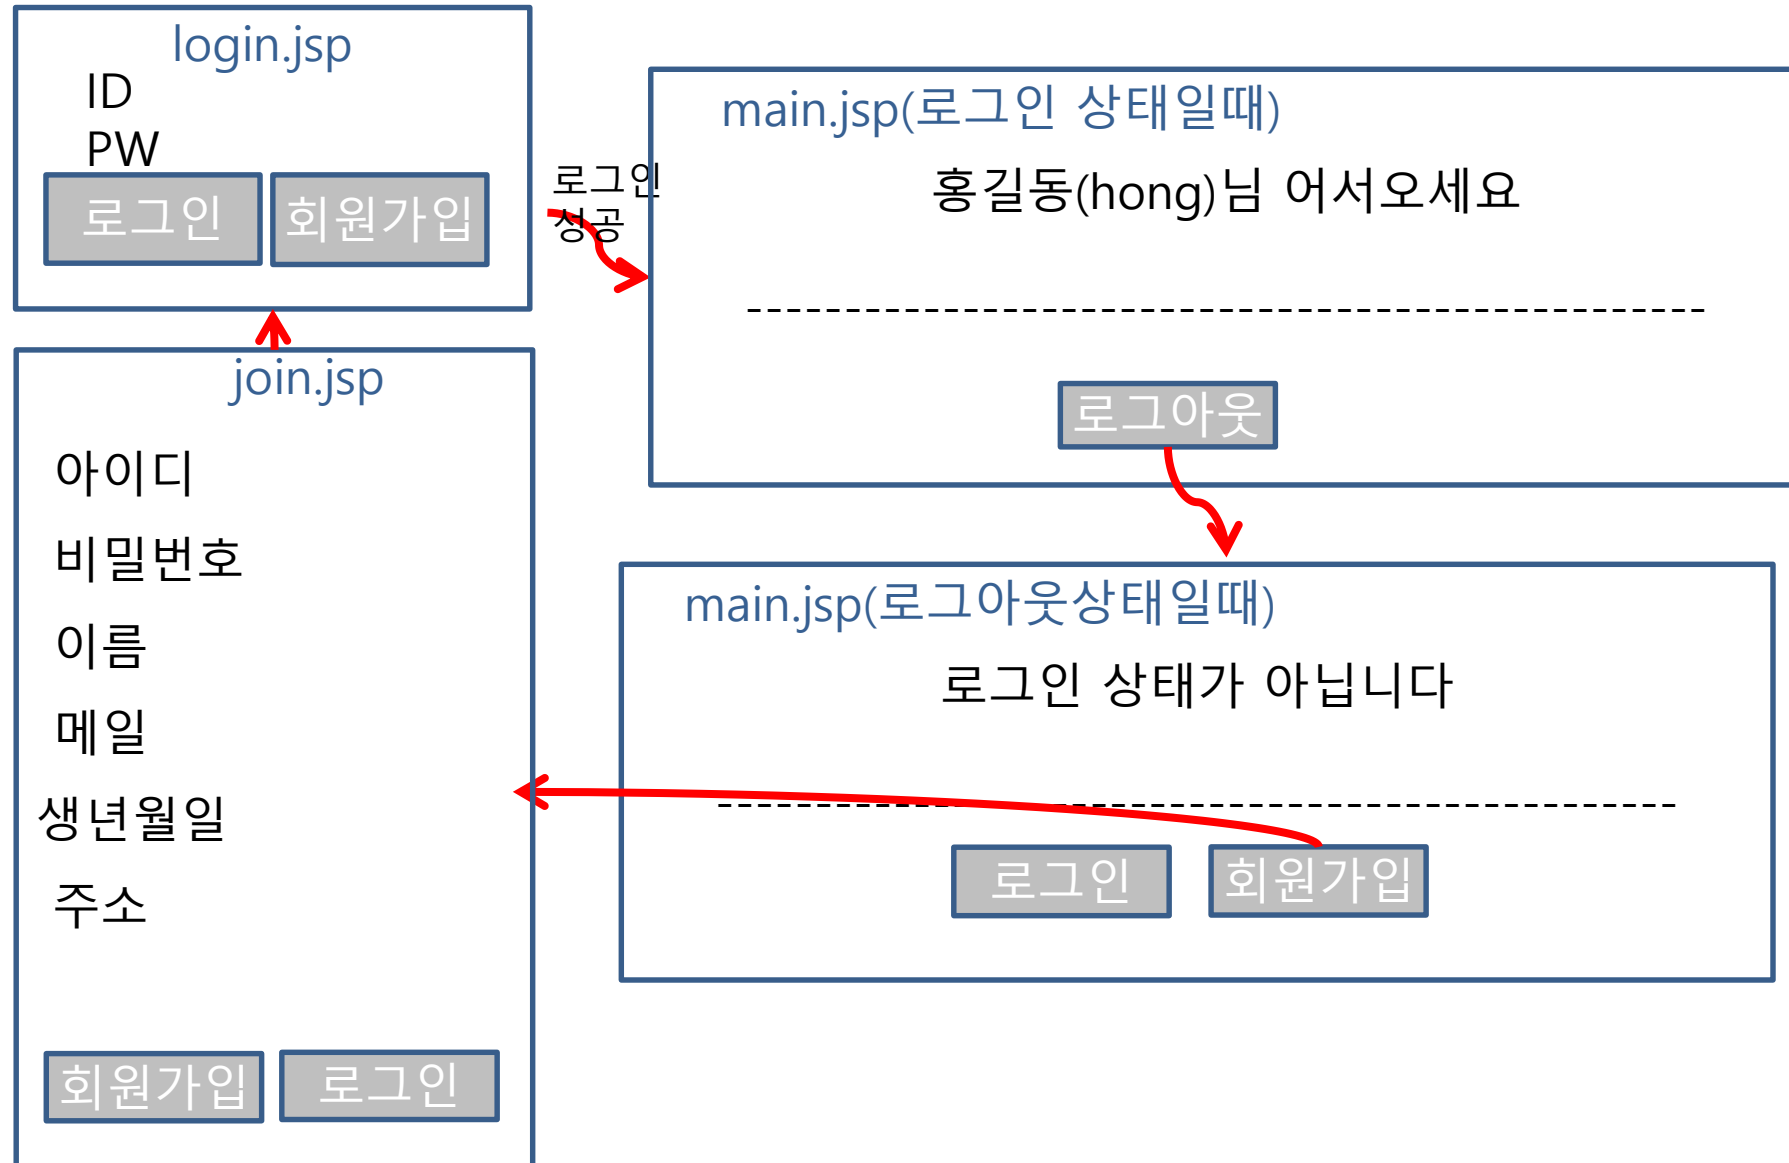 login.jsp
ID
PW
로그인
회원가입
로그인
성공
main.jsp(로그인 상태일때)
홍길동(hong)님 어서오세요
로그아웃
join.jsp
아이디
비밀번호
이름
메일
생년월일
주소
회원가입
로그인
main.jsp(로그아웃상태일때)
로그인 상태가 아닙니다
로그인
회원가입